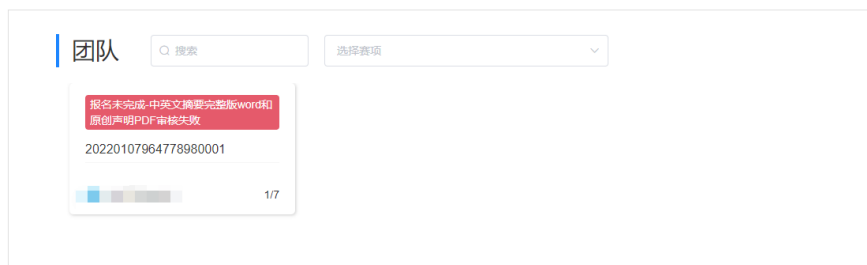 团队
搜索
选择赛项
报名未完成-中英文摘要完整版word和
原创声明PDF审核失败
20220107964778980001
1/7